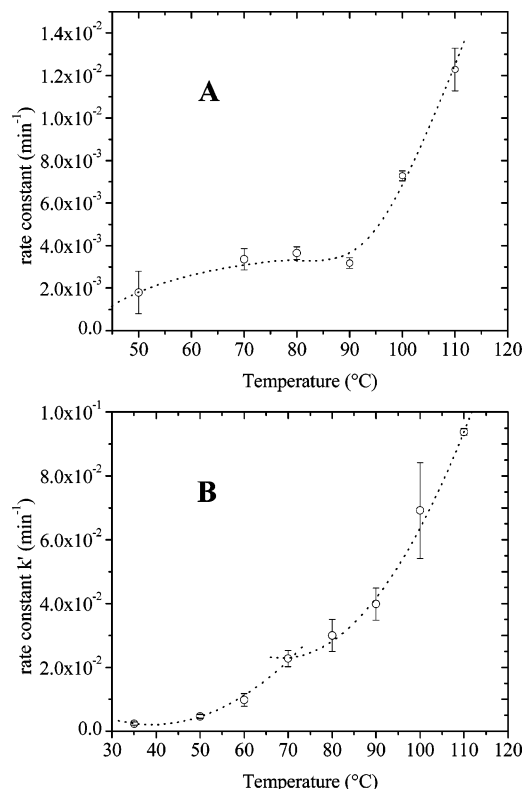 1.4x10⁻²
1.2x10⁻²
1.0x10⁻²
8.0x10⁻³
6.0x10⁻³
4.0x10⁻³
2.0x10⁻³
0.0
rate constant (min⁻¹)
A
50 60 70 80 90 100 110 120
Temperature (°C)
1.0x10⁻¹
8.0x10⁻²
6.0x10⁻²
4.0x10⁻²
2.0x10⁻²
0.0
rate constant k' (min⁻¹)
B
30 40 50 60 70 80 90 100 110 120
Temperature (°C)